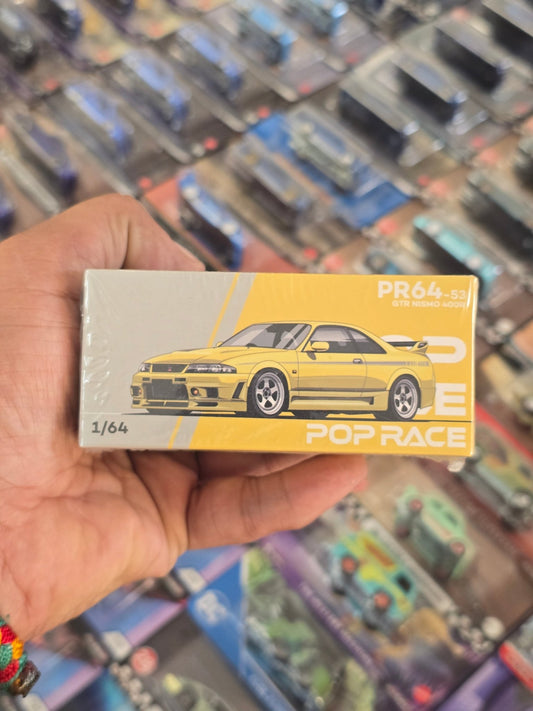 PR64-53
GTR NISMO 400R
1/64
POP RACE